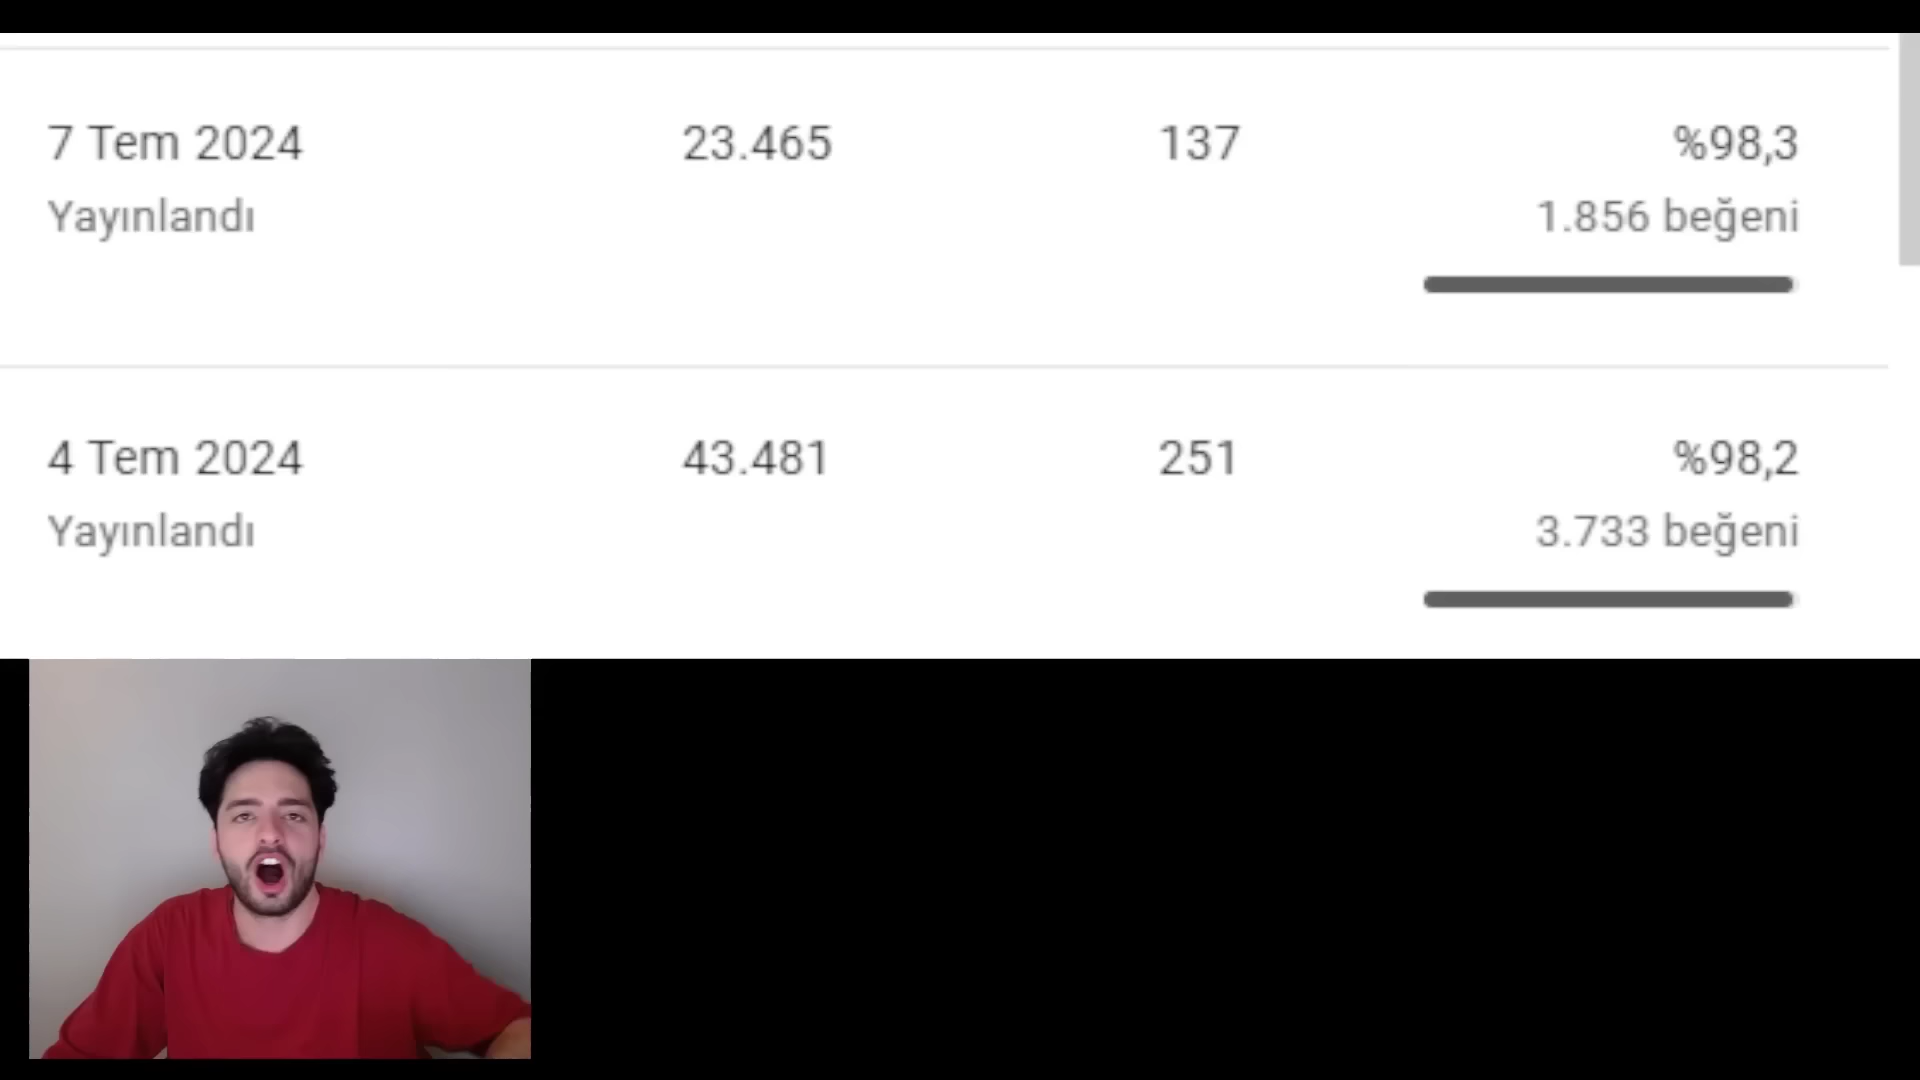 7 Tem 2024 23.465 137 %98,3
Yayınlandı 1.856 beğeni
4 Tem 2024 43.481 251 %98,2
Yayınlandı 3.733 beğeni